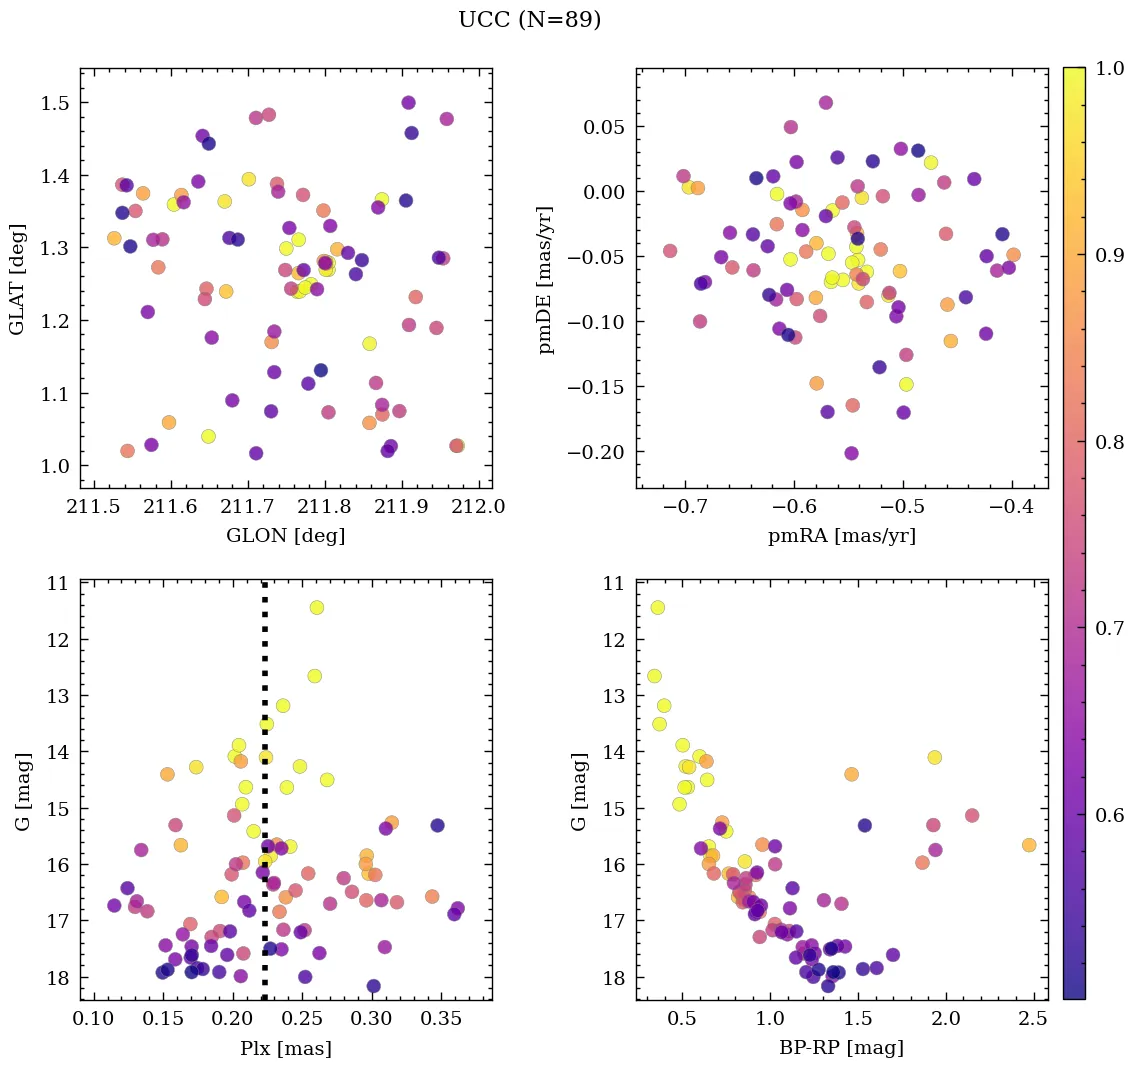 UCC (N=89)
1.5
1.4
1.3
1.2
1.1
1.0
GLAT [deg]
211.5 211.6 211.7 211.8 211.9 212.0
GLON [deg]
0.05
0.00
−0.05
−0.10
−0.15
−0.20
pmDE [mas/yr]
−0.7 −0.6 −0.5 −0.4
pmRA [mas/yr]
11
12
13
14
15
16
17
18
G [mag]
0.10 0.15 0.20 0.25 0.30 0.35
Plx [mas]
11
12
13
14
15
16
17
18
G [mag]
0.5 1.0 1.5 2.0 2.5
BP-RP [mag]
1.0
0.9
0.8
0.7
0.6